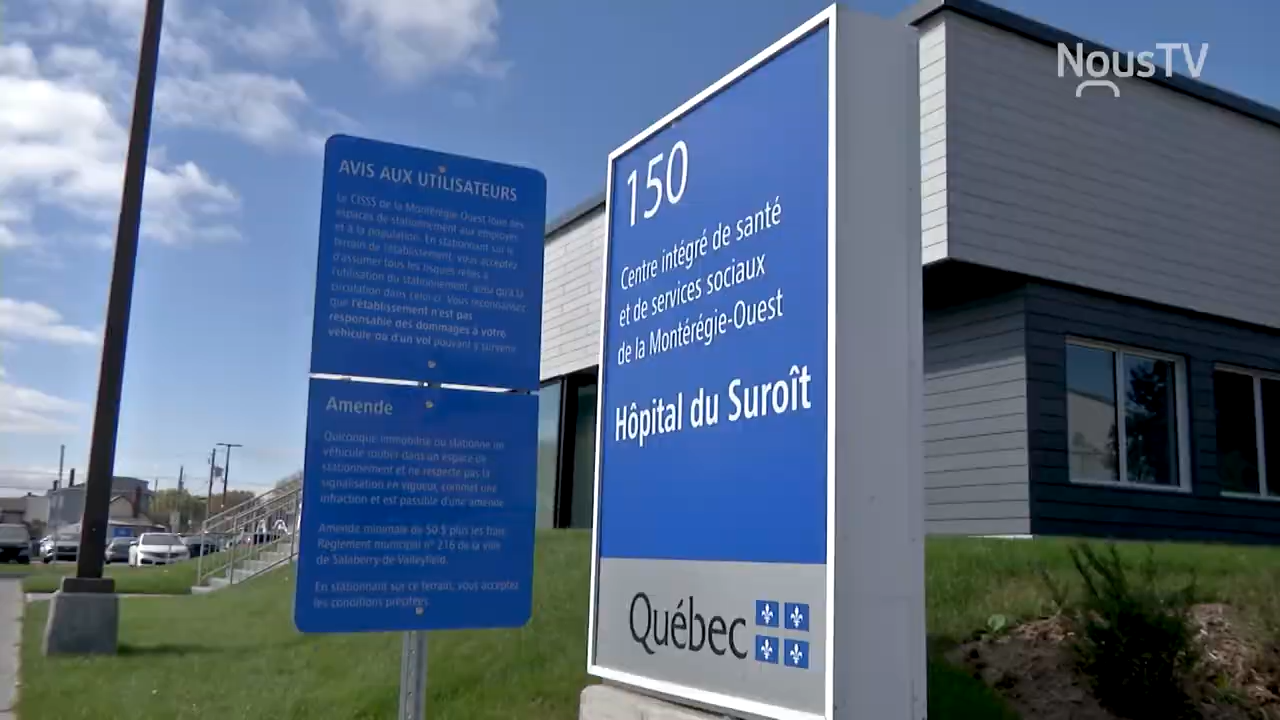 NousTV
AVIS AUX UTILISATEURS
Le CISSS de la Montérégie-Ouest loue des
espaces de stationnement aux employés
et à la population. En stationnant sur le
terrain de l'établissement, vous acceptez
d'assumer tous les risques reliés à
l'utilisation du stationnement, ainsi qu'à la
circulation dans celui-ci. Vous reconnaissez
que l'établissement n'est pas
responsable des dommages à votre
véhicule ou d'un vol pouvant y survenir
Amende
Quiconque immobilise ou stationne un
véhicule routier dans un espace de
stationnement et ne respecte pas la
signalisation en vigueur, commet une
infraction et est passible d'une amende
Amende minimale de 50 $ plus les frais
Règlement municipal n° 216 de la ville
de Salaberry-de-Valleyfield.
En stationnant sur ce terrain, vous acceptez
les conditions précitées
150
Centre intégré de santé
et de services sociaux
de la Montérégie-Ouest
Hôpital du Suroît
Québec